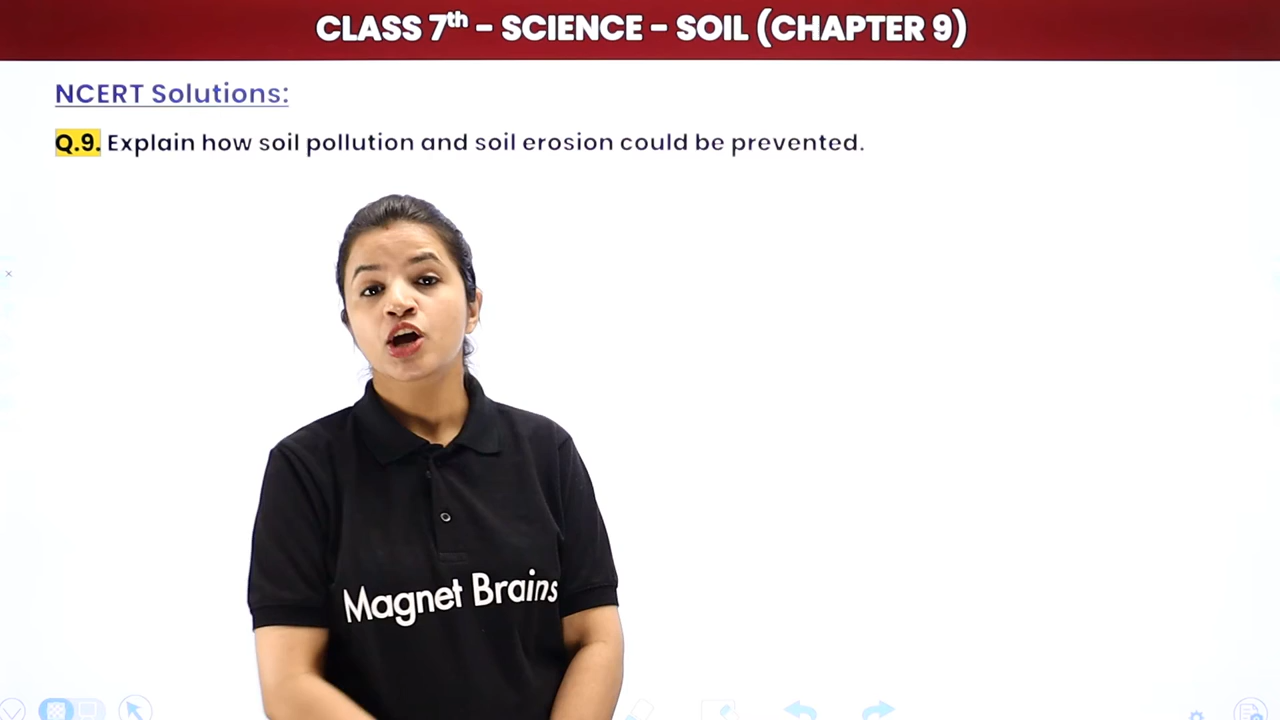 CLASS 7th - SCIENCE - SOIL (CHAPTER 9)
NCERT Solutions:
Q.9. Explain how soil pollution and soil erosion could be prevented.
Magnet Brains